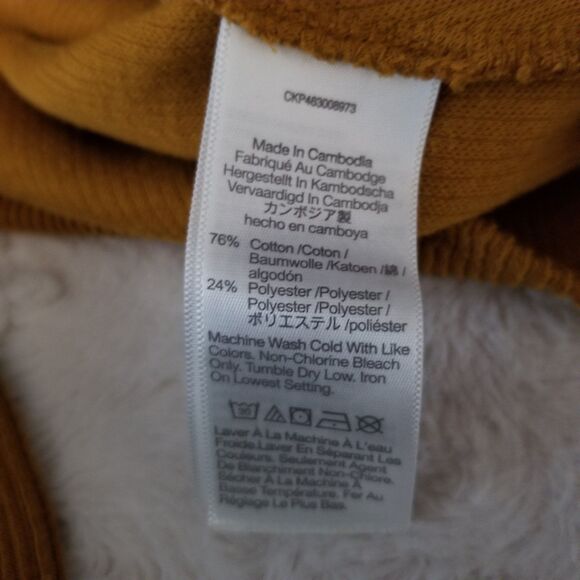 CKP483008973
Made In Cambodia
Fabriqué Au Cambodge
Hergestellt In Kambodscha
Vervaardigd In Cambodja
カンボジア製
hecho en camboya
76% Cotton /Coton /
Baumwolle /Katoen /綿 /
algodón
24% Polyester /Polyester /
Polyester /Polyester /
ポリエステル /poliéster
Machine Wash Cold With Like
Colors. Non-Chlorine Bleach
Only. Tumble Dry Low. Iron
On Lowest Setting.
30
Laver À La Machine À L'eau
Froide.Laver En Séparant Les
Couleurs. Seulement Agent
De Blanchiment Non-Chlore.
Sécher À La Machine À
Basse Température. Fer Au
Réglage Le Plus Bas.